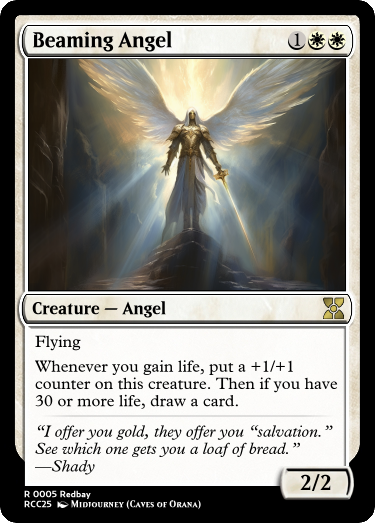 Beaming Angel 1
Creature — Angel
Flying
Whenever you gain life, put a +1/+1
counter on this creature. Then if you have
30 or more life, draw a card.
“I offer you gold, they offer you “salvation.”
See which one gets you a loaf of bread.”
—Shady
2/2
R 0005 Redbay
RCC25 Midjourney (Caves of Orana)